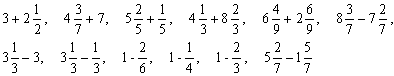 3 + 2 1/2 , 4 3/7 + 7, 5 2/5 + 1/5 , 4 1/3 + 8 2/3 , 6 4/9 + 2 6/9 , 8 3/7 - 7 2/7 ,
3 1/3 - 3, 3 1/3 - 1/3 , 1 - 2/6 , 1 - 1/4 , 1 - 2/3 , 5 2/7 - 1 5/7